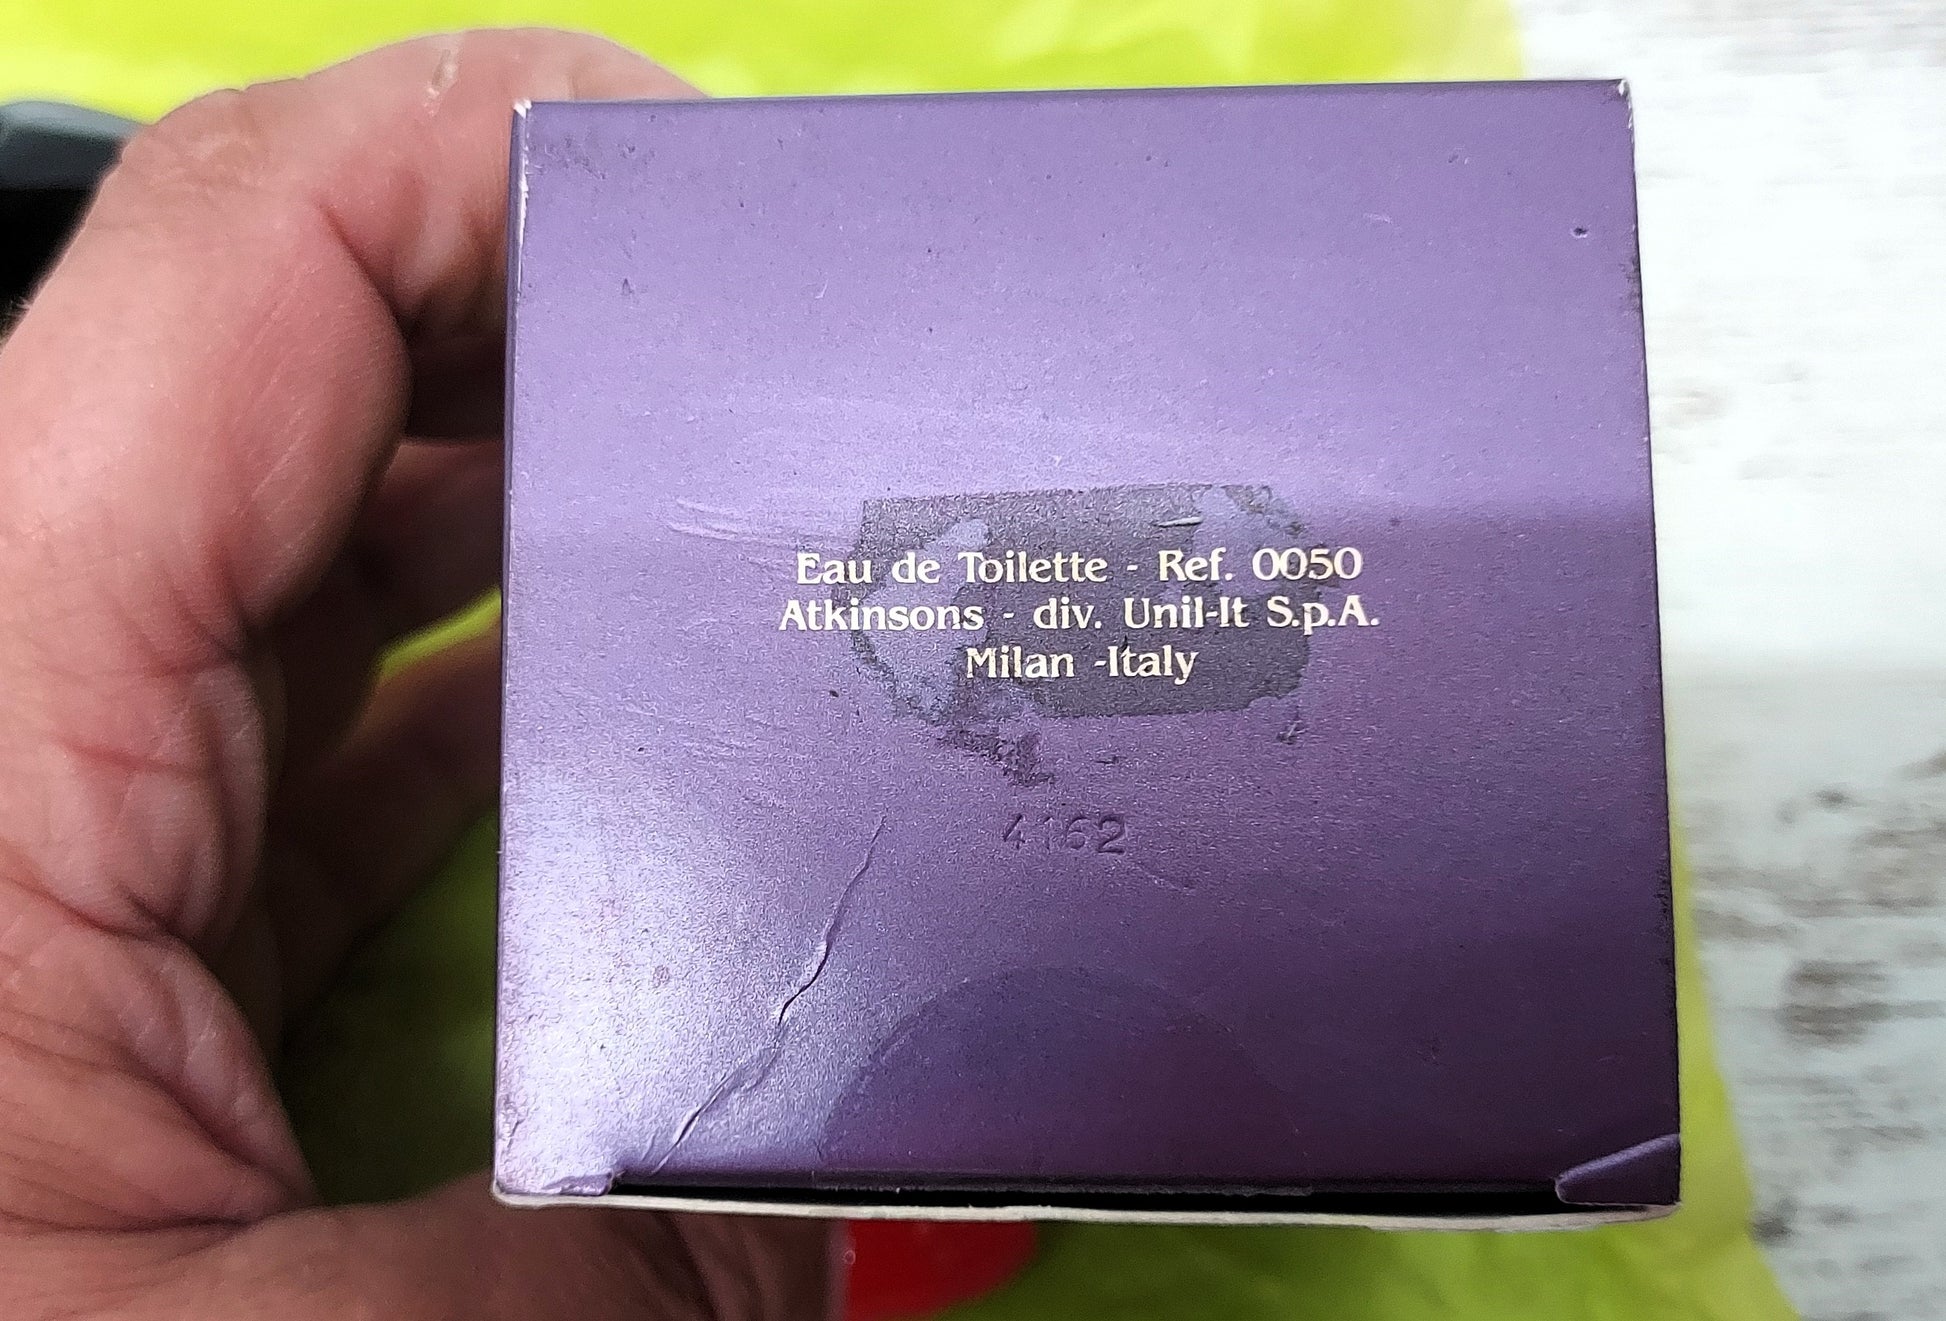 Eau de Toilette - Ref. 0050
Atkinsons - div. Unil-It S.p.A.
Milan -Italy
4162